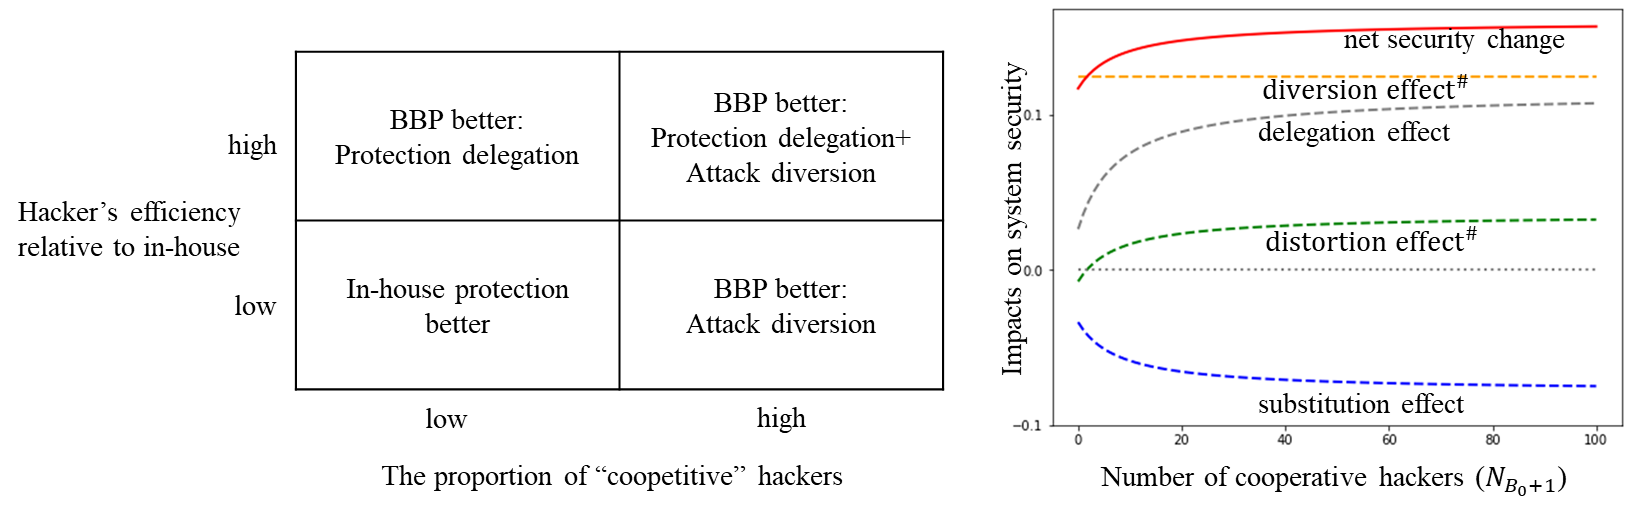 high
BBP better:
Protection delegation
BBP better:
Protection delegation+
Attack diversion
Hacker’s efficiency
relative to in-house
low
In-house protection
better
BBP better:
Attack diversion
low
high
The proportion of “coopetitive” hackers
Impacts on system security
0.1
0.0
−0.1
net security change
diversion effect#
delegation effect
distortion effect#
substitution effect
0 20 40 60 80 100
Number of cooperative hackers (N_{B_0+1})